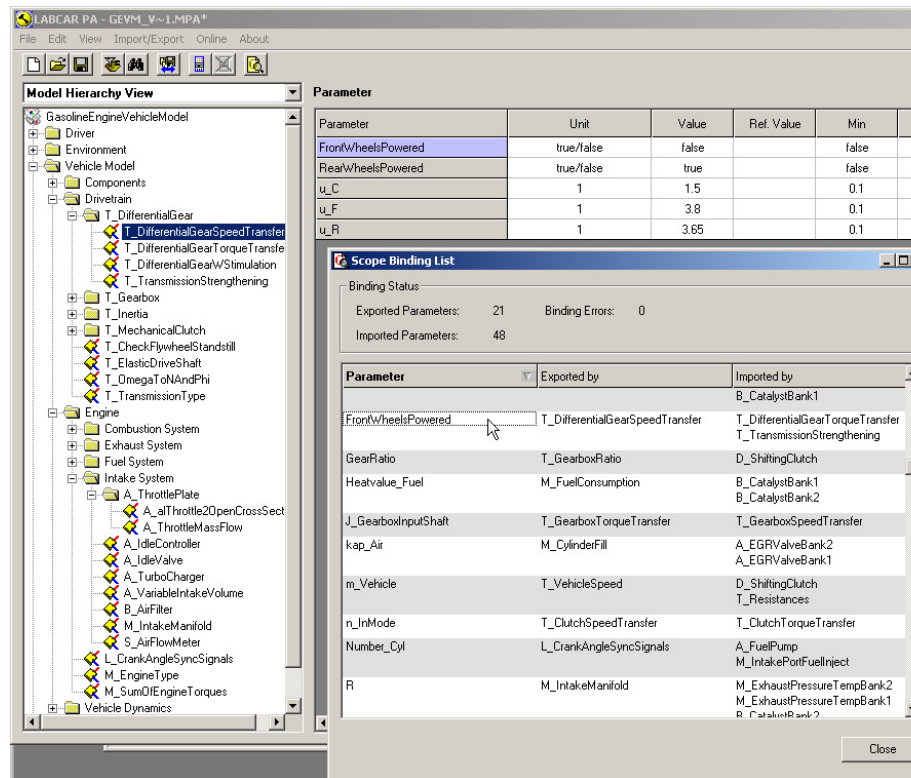 LABCAR PA - GEVM_V~1.MPA*
File Edit View Import/Export Online About
Model Hierarchy View
GasolineEngineVehicleModel
Driver
Environment
Vehicle Model
Components
Drivetrain
T_DifferentialGear
T_DifferentialGearSpeedTransfer
T_DifferentialGearTorqueTransfe
T_DifferentialGearWStimulation
T_TransmissionStrengthening
T_Gearbox
T_Inertia
T_MechanicalClutch
T_CheckFlywheelStandstill
T_ElasticDriveShaft
T_OmegaToNAndPhi
T_TransmissionType
Engine
Combustion System
Exhaust System
Fuel System
Intake System
A_ThrottlePlate
A_alThrottle2OpenCrossSect
A_ThrottleMassFlow
A_IdleController
A_IdleValve
A_TurboCharger
A_VariableIntakeVolume
B_AirFilter
M_IntakeManifold
S_AirFlowMeter
L_CrankAngleSyncSignals
M_EngineType
M_SumOfEngineTorques
Vehicle Dynamics
Parameter
Parameter Unit Value Ref. Value Min
FrontWheelsPowered true/false false false
RearWheelsPowered true/false true false
u_C 1 1.5 0.1
u_F 1 3.8 0.1
u_R 1 3.65 0.1
Scope Binding List
Binding Status
Exported Parameters: 21 Binding Errors: 0
Imported Parameters: 48
Parameter Exported by Imported by
B_CatalystBank1
FrontWheelsPowered T_DifferentialGearSpeedTransfer T_DifferentialGearTorqueTransfer
T_TransmissionStrengthening
GearRatio T_GearboxRatio D_ShiftingClutch
Heatvalue_Fuel M_FuelConsumption B_CatalystBank1
B_CatalystBank2
J_GearboxInputShaft T_GearboxTorqueTransfer T_GearboxSpeedTransfer
kap_Air M_CylinderFill A_EGRValveBank2
A_EGRValveBank1
m_Vehicle T_VehicleSpeed D_ShiftingClutch
T_Resistances
n_InMode T_ClutchSpeedTransfer T_ClutchTorqueTransfer
Number_Cyl L_CrankAngleSyncSignals A_FuelPump
M_IntakePortFuelInject
R M_IntakeManifold M_ExhaustPressureTempBank2
M_ExhaustPressureTempBank1
B_CatalystBank2
Close